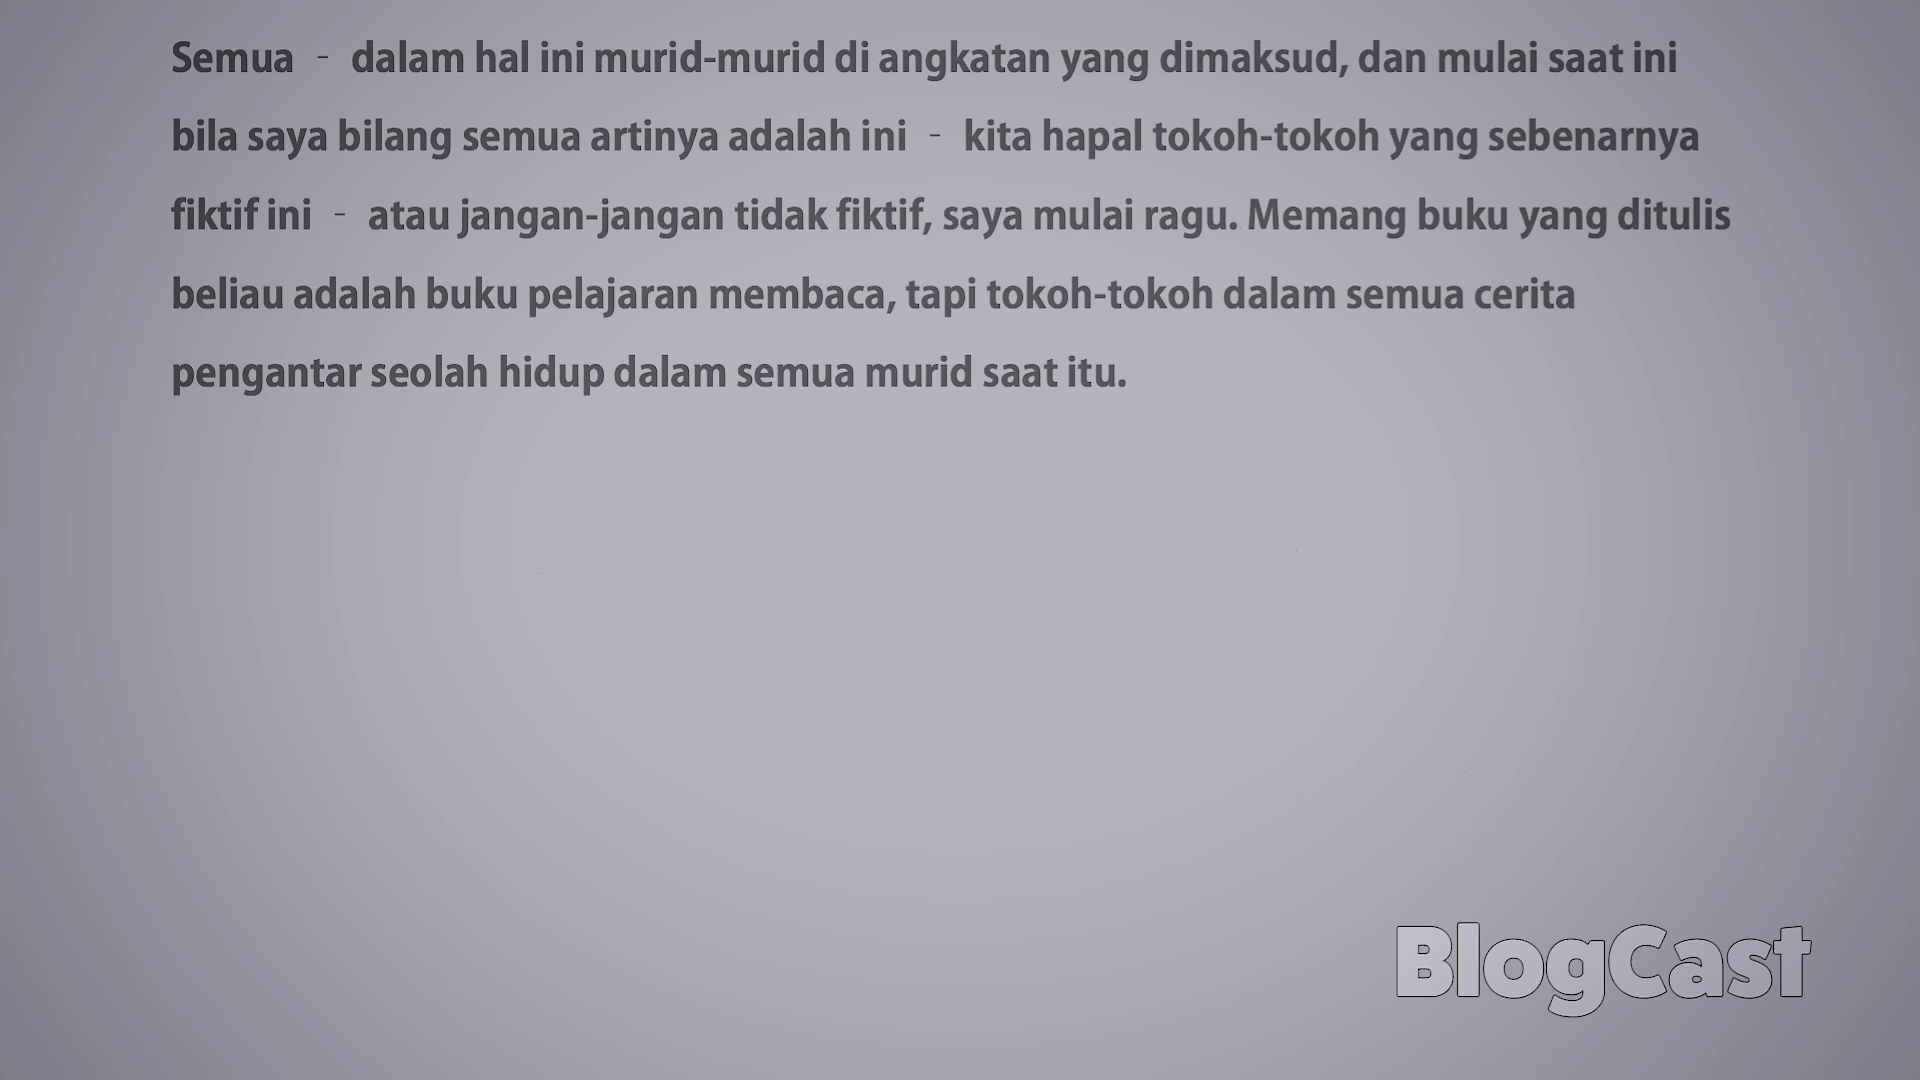 Semua - dalam hal ini murid-murid di angkatan yang dimaksud, dan mulai saat ini
bila saya bilang semua artinya adalah ini - kita hapal tokoh-tokoh yang sebenarnya
fiktif ini - atau jangan-jangan tidak fiktif, saya mulai ragu. Memang buku yang ditulis
beliau adalah buku pelajaran membaca, tapi tokoh-tokoh dalam semua cerita
pengantar seolah hidup dalam semua murid saat itu.
BlogCast